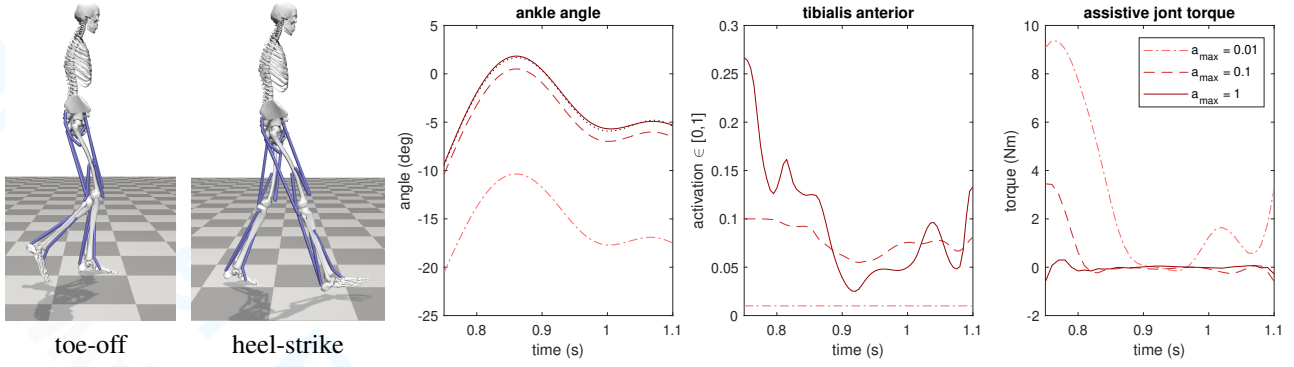 toe-off
heel-strike
ankle angle
5
0
-5
-10
-15
-20
-25
angle (deg)
0.8
0.9
1
1.1
time (s)
tibialis anterior
0.3
0.25
0.2
0.15
0.1
0.05
0
activation ∈ [0,1]
0.8
0.9
1
1.1
time (s)
assistive jont torque
10
8
6
4
2
0
-2
torque (Nm)
0.8
0.9
1
1.1
time (s)
a_max = 0.01
a_max = 0.1
a_max = 1